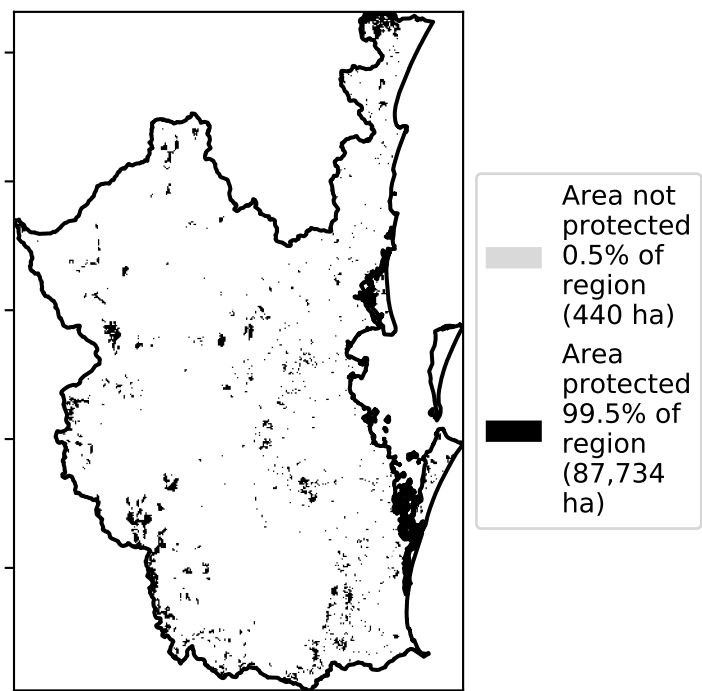 Area not
protected
0.5% of
region
(440 ha)
Area
protected
99.5% of
region
(87,734
ha)